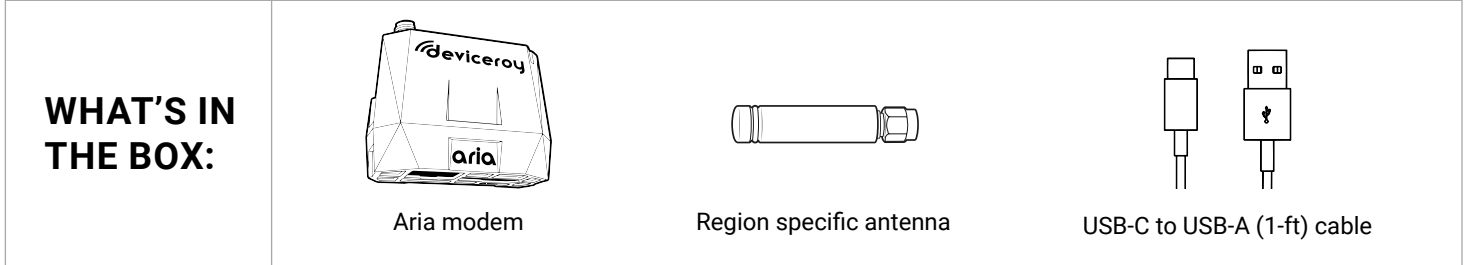 WHAT’S IN
THE BOX:
deviceroy
aria
Aria modem
Region specific antenna
USB-C to USB-A (1-ft) cable